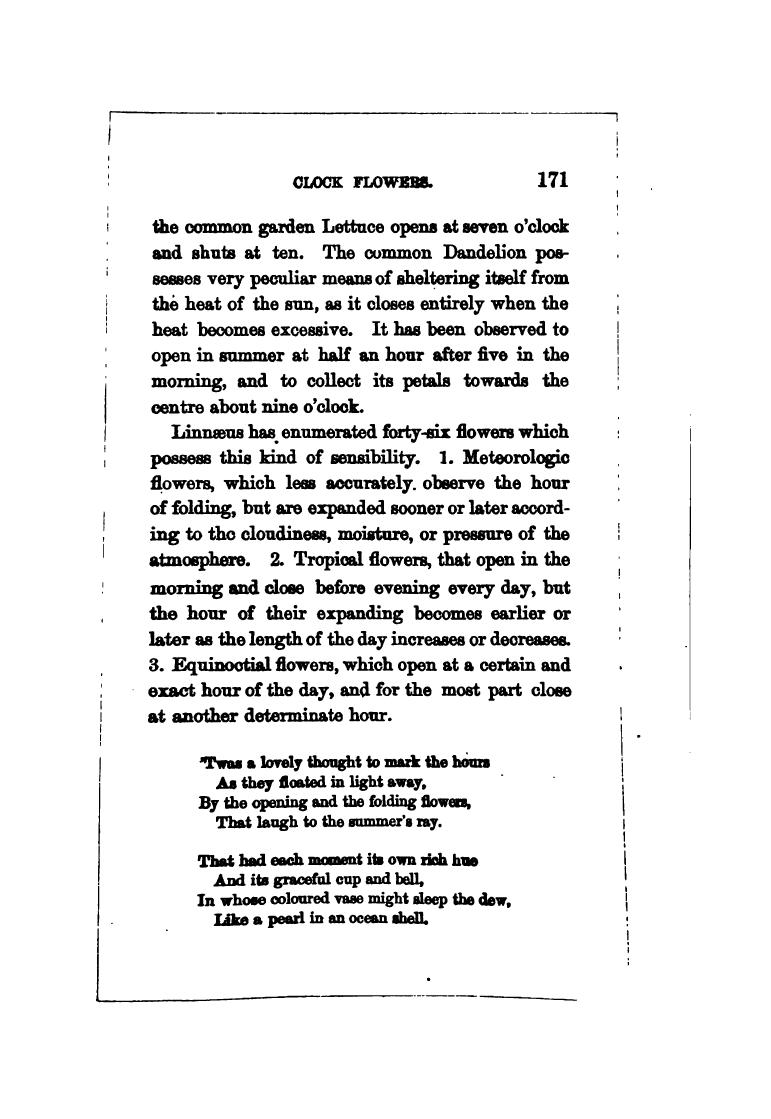 CLOCK FLOWERS. 171
the common garden Lettuce opens at seven o'clock
and shuts at ten. The common Dandelion pos-
sesses very peculiar means of sheltering itself from
the heat of the sun, as it closes entirely when the
heat becomes excessive. It has been observed to
open in summer at half an hour after five in the
morning, and to collect its petals towards the
centre about nine o'clock.
Linnæus has enumerated forty-six flowers which
possess this kind of sensibility. 1. Meteorologic
flowers, which less accurately. observe the hour
of folding, but are expanded sooner or later accord-
ing to the cloudiness, moisture, or pressure of the
atmosphere. 2. Tropical flowers, that open in the
morning and close before evening every day, but
the hour of their expanding becomes earlier or
later as the length of the day increases or decreases.
3. Equinoctial flowers, which open at a certain and
exact hour of the day, and for the most part close
at another determinate hour.
'Twas a lovely thought to mark the hours
As they floated in light away,
By the opening and the folding flowers,
That laugh to the summer's ray.
That had each moment its own rich hue
And its graceful cup and bell,
In whose coloured vase might sleep the dew,
Like a pearl in an ocean shell.